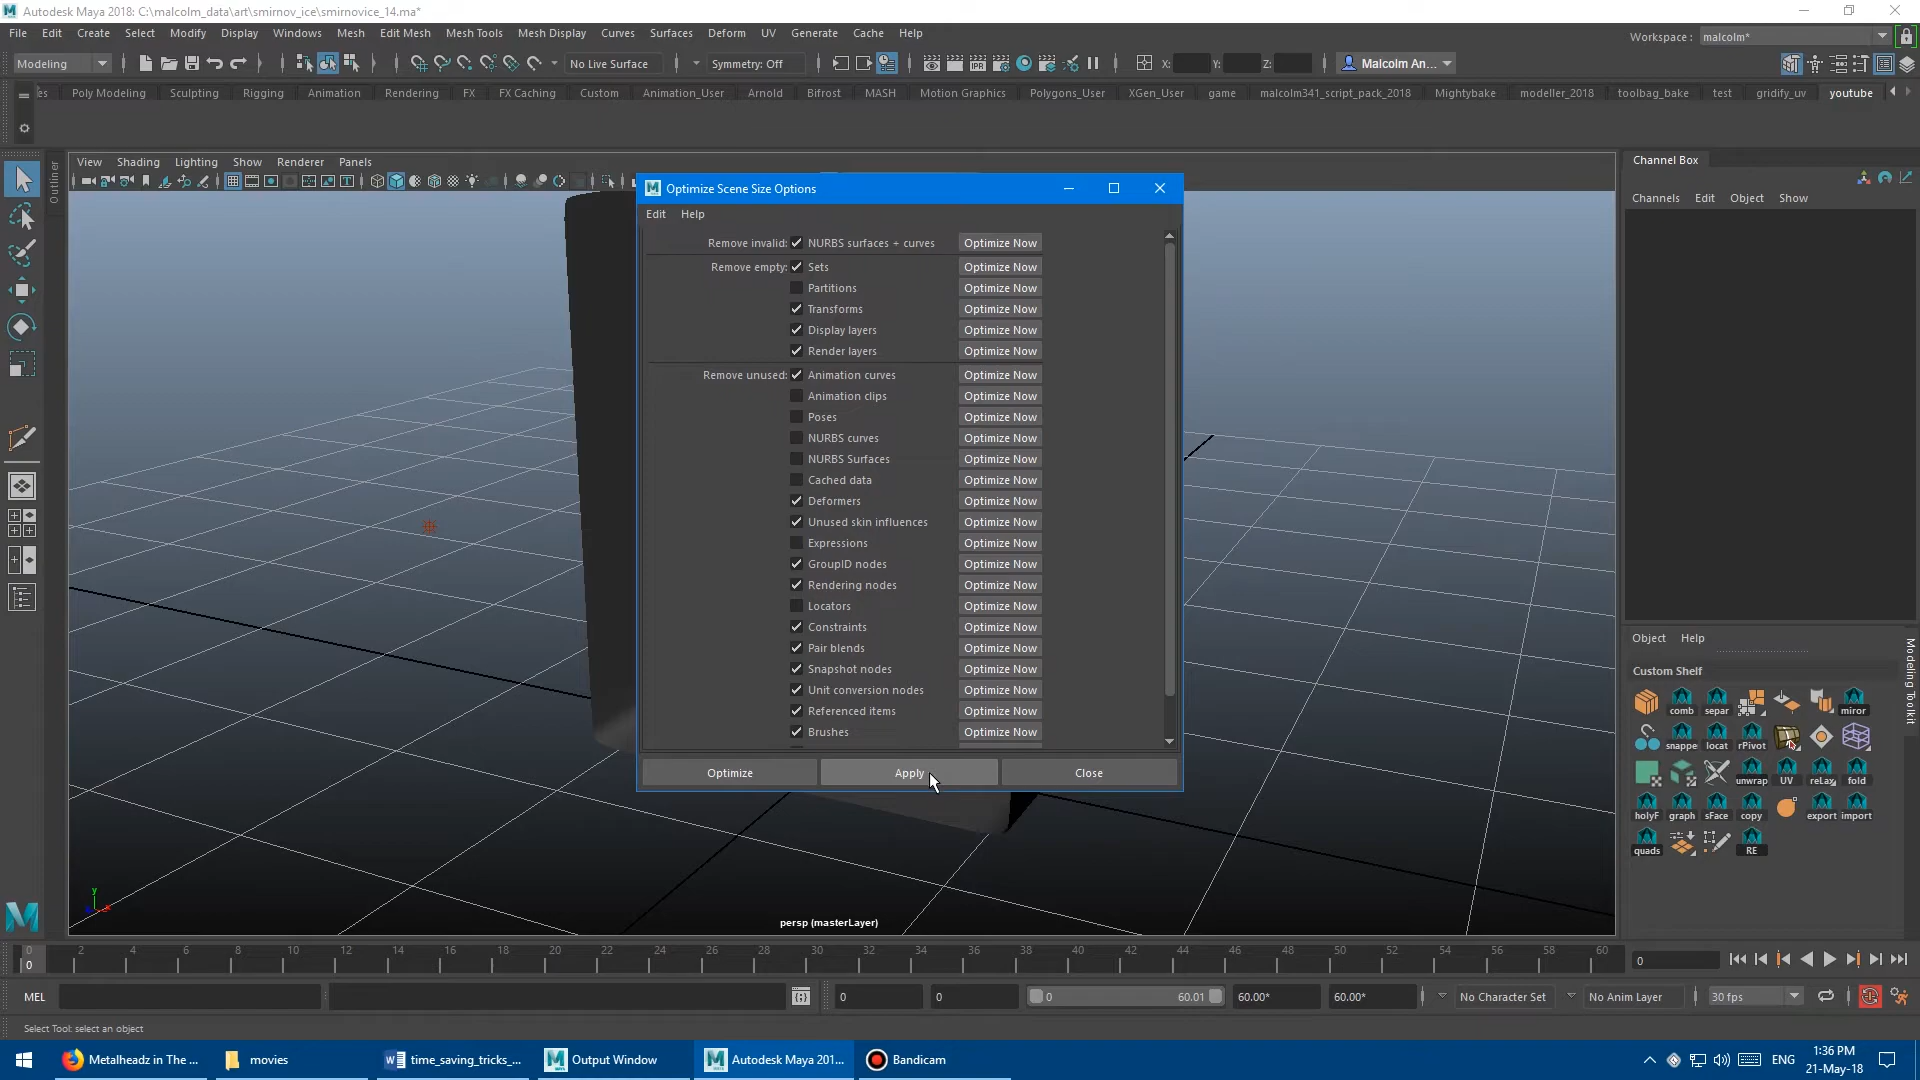 Autodesk Maya 2018: C:\malcolm_data\art\smirnov_ice\smirnovice_14.ma*
File Edit Create Select Modify Display Windows Mesh Edit Mesh Mesh Tools Mesh Display Curves Surfaces Deform UV Generate Cache Help
Workspace : malcolm*
Modeling No Live Surface Symmetry: Off X: Y: Z: Malcolm An...
es Poly Modeling Sculpting Rigging Animation Rendering FX FX Caching Custom Animation_User Arnold Bifrost MASH Motion Graphics Polygons_User XGen_User game malcolm341_script_pack_2018 Mightybake modeller_2018 toolbag_bake test gridify_uv youtube
Outliner
View Shading Lighting Show Renderer Panels
Channel Box
Channels Edit Object Show
Optimize Scene Size Options
Edit Help
Remove invalid: NURBS surfaces + curves Optimize Now
Remove empty: Sets Optimize Now
Partitions Optimize Now
Transforms Optimize Now
Display layers Optimize Now
Render layers Optimize Now
Remove unused: Animation curves Optimize Now
Animation clips Optimize Now
Poses Optimize Now
NURBS curves Optimize Now
NURBS Surfaces Optimize Now
Cached data Optimize Now
Deformers Optimize Now
Unused skin influences Optimize Now
Expressions Optimize Now
GroupID nodes Optimize Now
Rendering nodes Optimize Now
Locators Optimize Now
Constraints Optimize Now
Pair blends Optimize Now
Snapshot nodes Optimize Now
Unit conversion nodes Optimize Now
Referenced items Optimize Now
Brushes Optimize Now
Optimize Apply Close
Object Help
Modeling Toolkit
Custom Shelf
comb separ miror
snappe locat rPivot
unwrap UV reLax fold
holyF graph sFace copy export import
quads RE
y
persp (masterLayer)
0 2 4 6 8 10 12 14 16 18 20 22 24 26 28 30 32 34 36 38 40 42 44 46 48 50 52 54 56 58 60
0 0
MEL 0 0 0 60.01 60.00* 60.00* No Character Set No Anim Layer 30 fps
Select Tool: select an object
Metalheadz in The ... movies time_saving_tricks_... Output Window Autodesk Maya 201... Bandicam ENG 1:36 PM
21-May-18